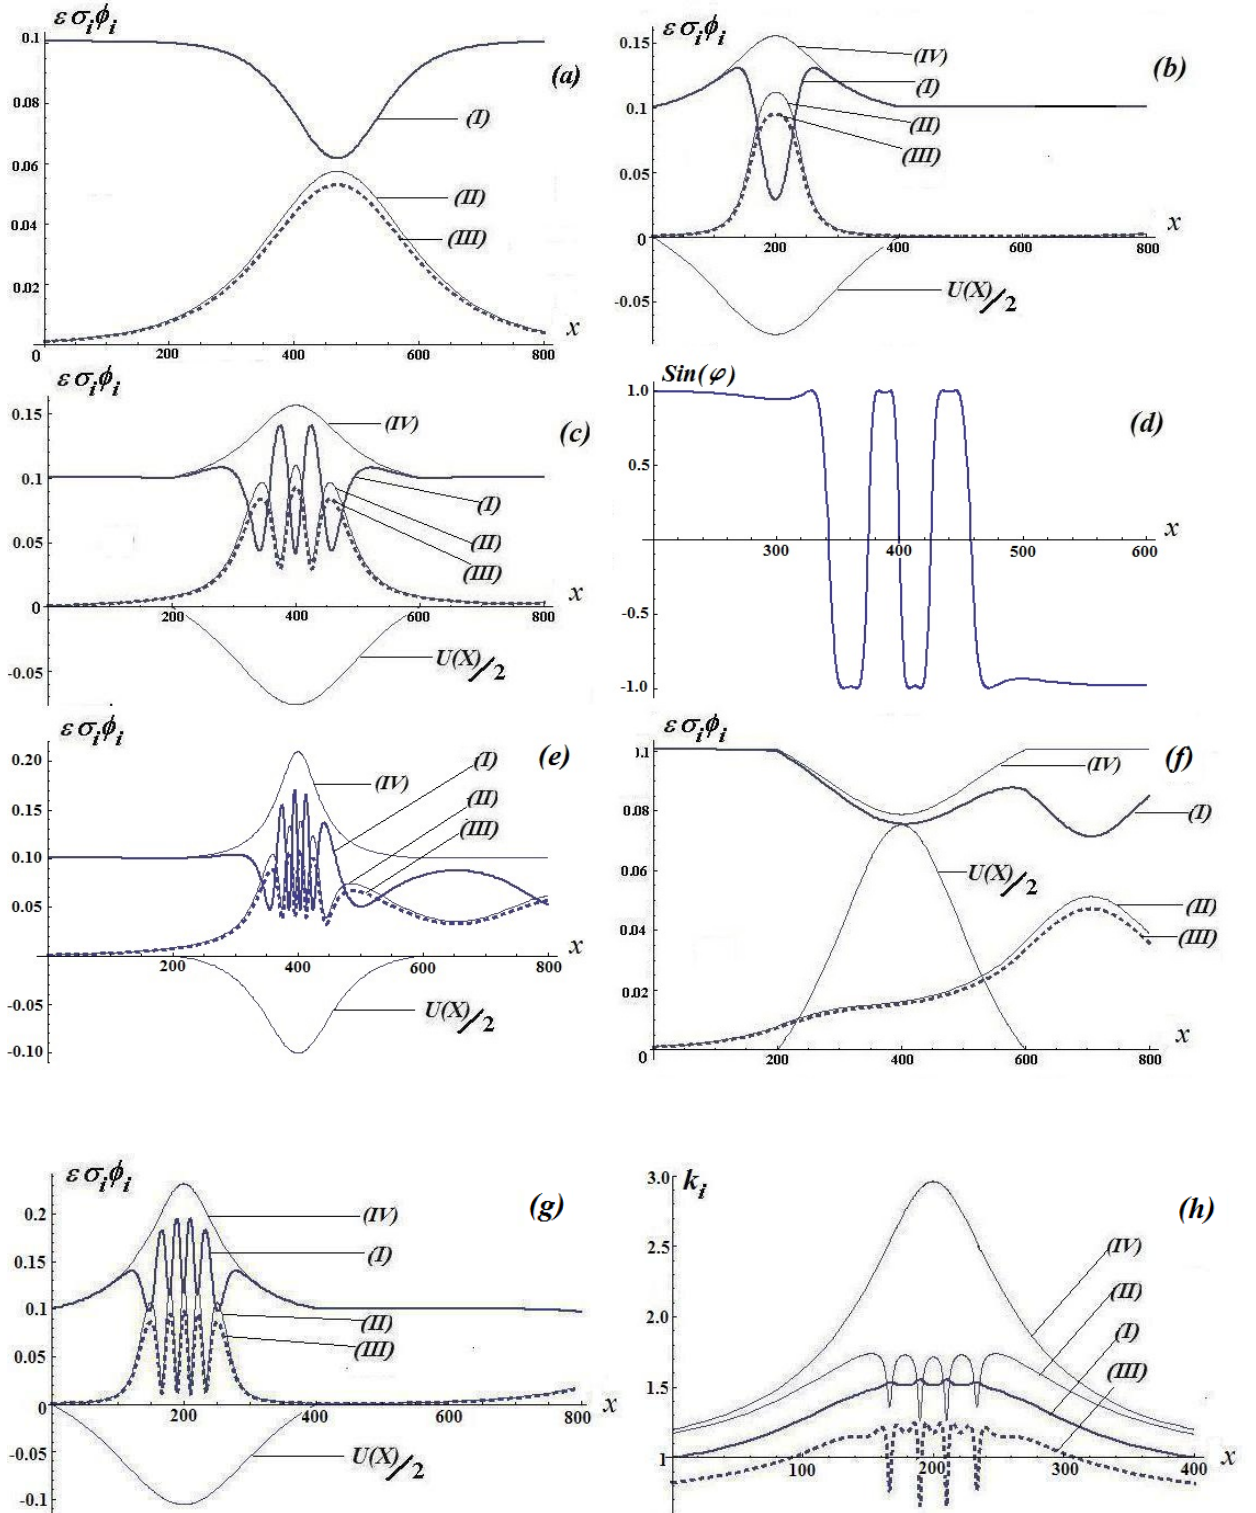 ε σᵢϕᵢ
0.1
0.08
0.06
0.04
0.02
0
200
400
600
800
x
(a)
(I)
(II)
(III)
ε σᵢϕᵢ
0.15
0.1
0.05
0
-0.05
200
400
600
800
x
(b)
(IV)
(I)
(II)
(III)
U(X)/2
ε σᵢϕᵢ
0.15
0.1
0.05
0
-0.05
200
400
600
800
x
(c)
(IV)
(I)
(II)
(III)
U(X)/2
Sin(φ)
1.0
0.5
-0.5
-1.0
300
400
500
600
x
(d)
ε σᵢϕᵢ
0.20
0.15
0.10
0.05
-0.05
-0.10
200
400
600
800
x
(e)
(IV)
(I)
(II)
(III)
U(X)/2
ε σᵢϕᵢ
0.1
0.08
0.06
0.04
0.02
0
200
400
600
800
x
(f)
(IV)
(I)
U(X)/2
(II)
(III)
ε σᵢϕᵢ
0.2
0.15
0.1
0.05
0
-0.05
-0.1
200
400
600
800
x
(g)
(IV)
(I)
(II)
(III)
U(X)/2
kᵢ
3.0
2.5
2.0
1.5
1
100
200
300
400
x
(h)
(IV)
(II)
(I)
(III)